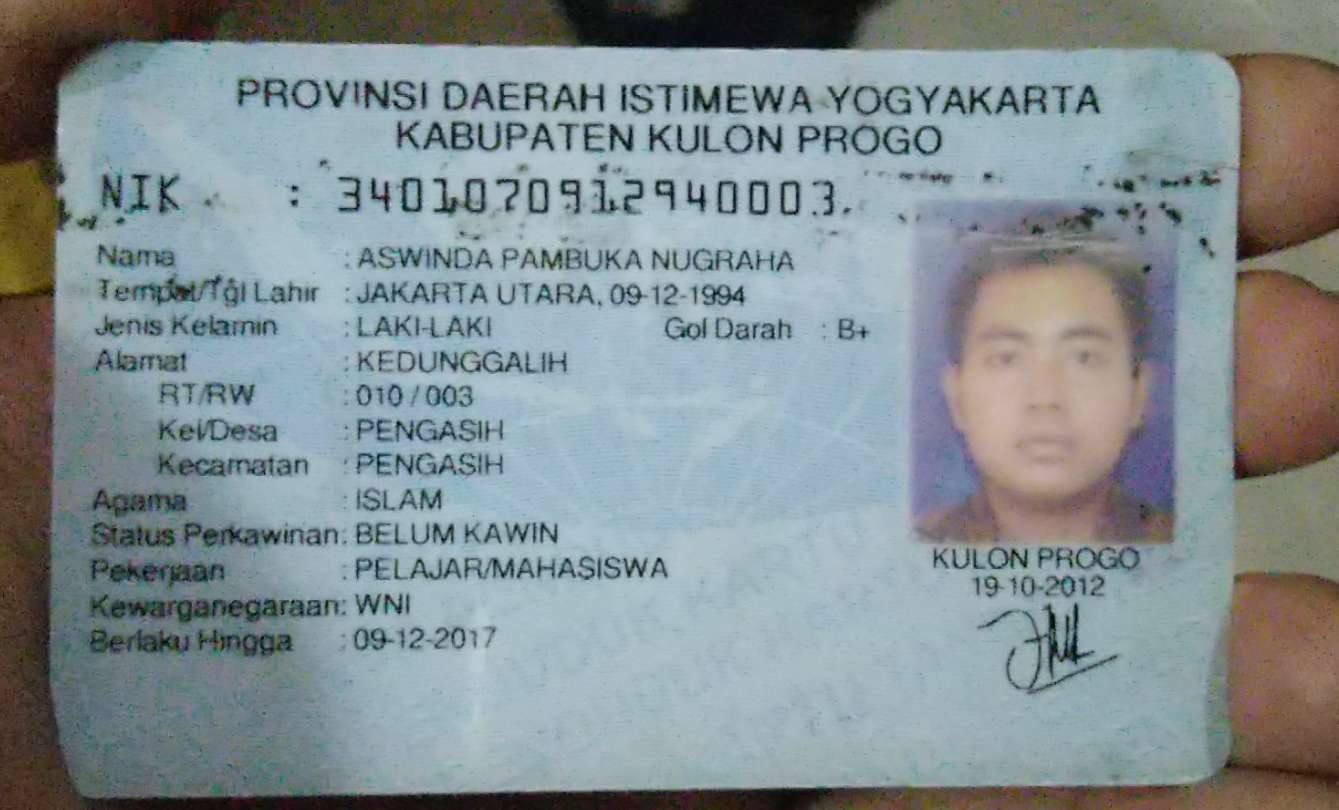 PROVINSI DAERAH ISTIMEWA YOGYAKARTA
KABUPATEN KULON PROGO
NIK : 3401070912940003
Nama : ASWINDA PAMBUKA NUGRAHA
Tempat/Tgl Lahir : JAKARTA UTARA, 09-12-1994
Jenis Kelamin : LAKI-LAKI Gol Darah : B+
Alamat : KEDUNGGALIH
RT/RW : 010 / 003
Kel/Desa : PENGASIH
Kecamatan : PENGASIH
Agama : ISLAM
Status Perkawinan: BELUM KAWIN
Pekerjaan : PELAJAR/MAHASISWA
Kewarganegaraan: WNI
Berlaku Hingga : 09-12-2017
KULON PROGO
19-10-2012